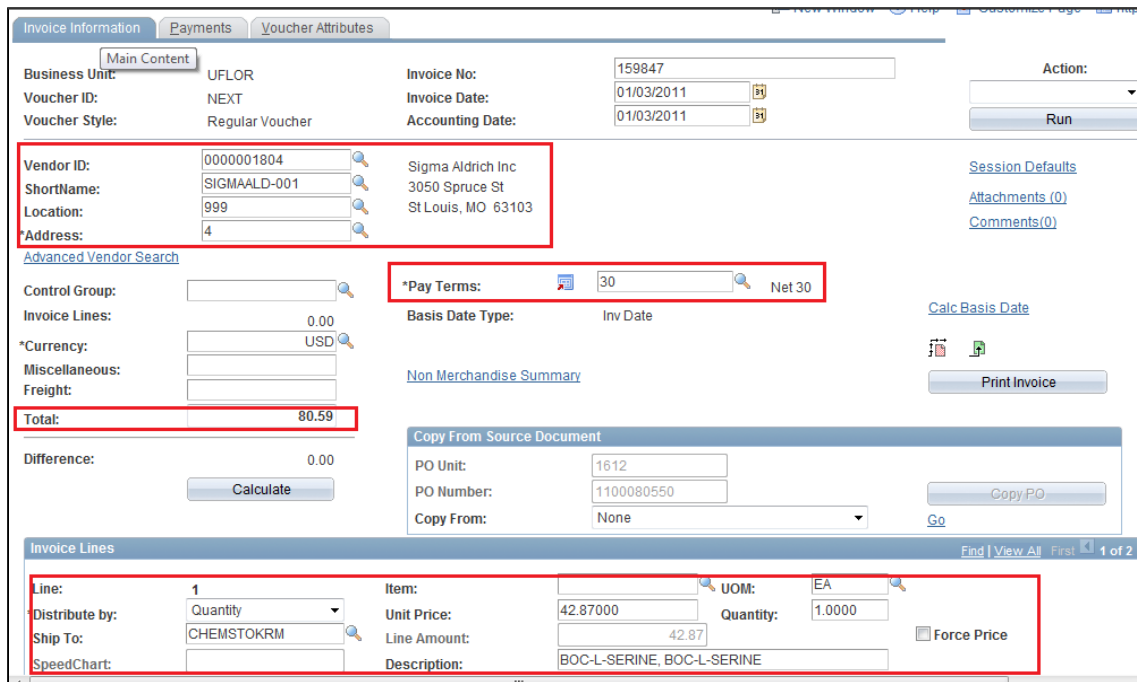 New Window Help Customize Page http
Invoice Information Payments Voucher Attributes
Main Content
Business Unit: UFLOR Invoice No: 159847 Action:
Voucher ID: NEXT Invoice Date: 01/03/2011
Voucher Style: Regular Voucher Accounting Date: 01/03/2011 Run
Vendor ID: 0000001804 Sigma Aldrich Inc Session Defaults
ShortName: SIGMAALD-001 3050 Spruce St
Location: 999 St Louis, MO 63103 Attachments (0)
*Address: 4 Comments(0)
Advanced Vendor Search
Control Group: *Pay Terms: 30 Net 30
Invoice Lines: 0.00 Basis Date Type: Inv Date Calc Basis Date
*Currency: USD
Miscellaneous: Non Merchandise Summary Print Invoice
Freight:
Total: 80.59
Copy From Source Document
Difference: 0.00 PO Unit: 1612
Calculate PO Number: 1100080550 Copy PO
Copy From: None Go
Invoice Lines Find | View All First 1 of 2
Line: 1 Item: UOM: EA
*Distribute by: Quantity Unit Price: 42.87000 Quantity: 1.0000
Ship To: CHEMSTOKRM Line Amount: 42.87 Force Price
SpeedChart: Description: BOC-L-SERINE, BOC-L-SERINE